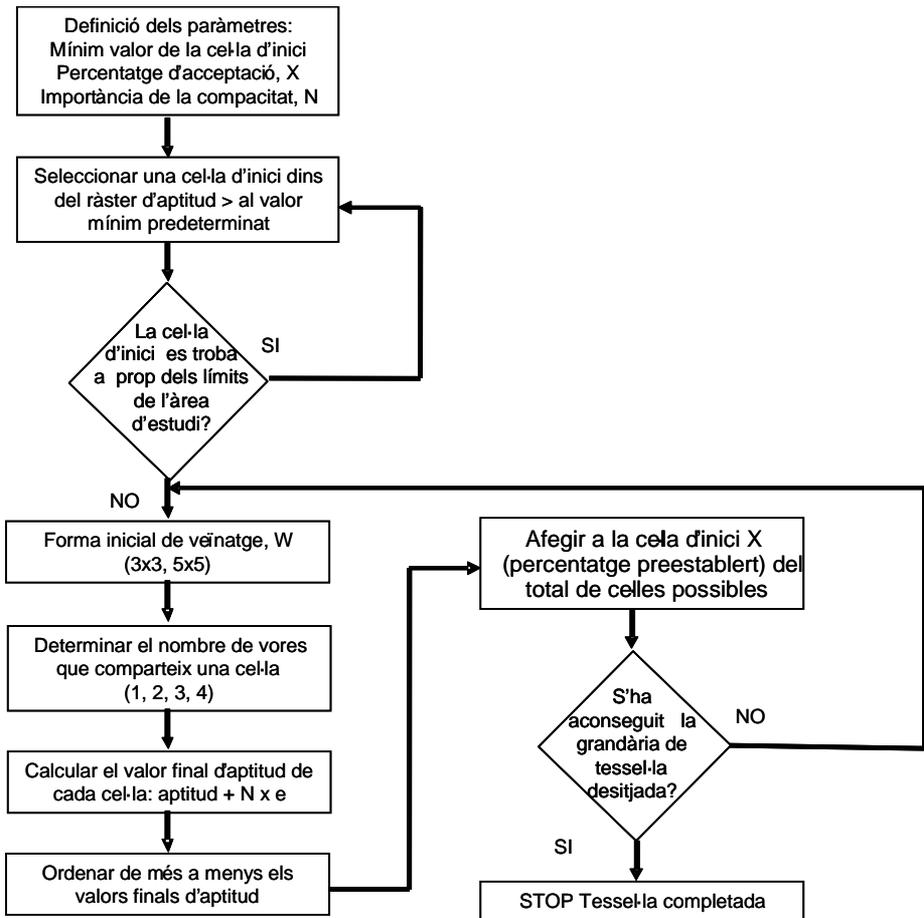 Definició dels paràmetres:
Mínim valor de la cel·la d'inici
Percentatge d'acceptació, X
Importància de la compacitat, N
Seleccionar una cel·la d'inici dins
del ràster d'aptitud > al valor
mínim predeterminat
La cel·la
d'inici es troba
a prop dels límits
de l'àrea
d'estudi?
SI
NO
Forma inicial de veïnatge, W
(3x3, 5x5)
Determinar el nombre de vores
que comparteix una cel·la
(1, 2, 3, 4)
Calcular el valor final d'aptitud de
cada cel·la: aptitud + N x e
Ordenar de més a menys els
valors finals d'aptitud
Afegir a la cel·la d'inici X
(percentatge preestablert) del
total de cel·les possibles
S'ha
aconseguit la
grandària de
tessel·la
desitjada?
NO
SI
STOP Tessel·la completada